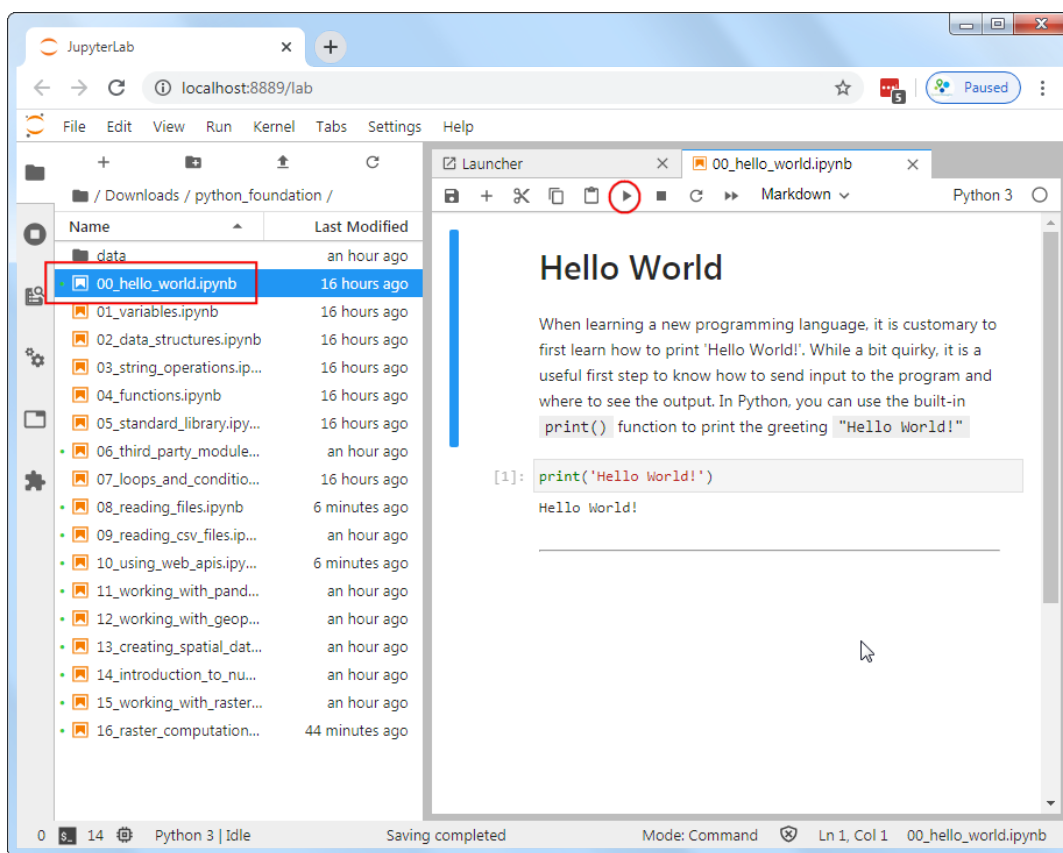 JupyterLab
localhost:8889/lab
5
Paused
File Edit View Run Kernel Tabs Settings Help
/ Downloads / python_foundation /
Name Last Modified
data an hour ago
00_hello_world.ipynb 16 hours ago
01_variables.ipynb 16 hours ago
02_data_structures.ipynb 16 hours ago
03_string_operations.ip... 16 hours ago
04_functions.ipynb 16 hours ago
05_standard_library.ipy... 16 hours ago
06_third_party_module... an hour ago
07_loops_and_conditio... 16 hours ago
08_reading_files.ipynb 6 minutes ago
09_reading_csv_files.ip... an hour ago
10_using_web_apis.ipy... 6 minutes ago
11_working_with_pand... an hour ago
12_working_with_geop... an hour ago
13_creating_spatial_dat... an hour ago
14_introduction_to_nu... an hour ago
15_working_with_raster... an hour ago
16_raster_computation... 44 minutes ago
Launcher
00_hello_world.ipynb
Markdown
Python 3
Hello World
When learning a new programming language, it is customary to
first learn how to print 'Hello World!'. While a bit quirky, it is a
useful first step to know how to send input to the program and
where to see the output. In Python, you can use the built-in
print() function to print the greeting "Hello World!"
[1]: print('Hello World!')
Hello World!
0 $_ 14 Python 3 | Idle Saving completed Mode: Command Ln 1, Col 1 00_hello_world.ipynb